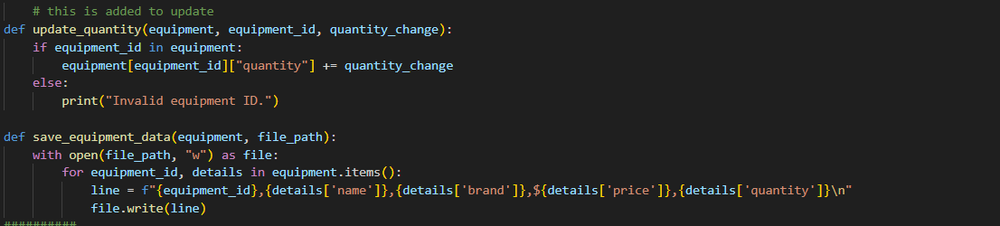 # this is added to update
def update_quantity(equipment, equipment_id, quantity_change):
    if equipment_id in equipment:
        equipment[equipment_id]["quantity"] += quantity_change
    else:
        print("Invalid equipment ID.")

def save_equipment_data(equipment, file_path):
    with open(file_path, "w") as file:
        for equipment_id, details in equipment.items():
            line = f"{equipment_id},{details['name']},{details['brand']},${details['price']},{details['quantity']}\n"
            file.write(line)
##########